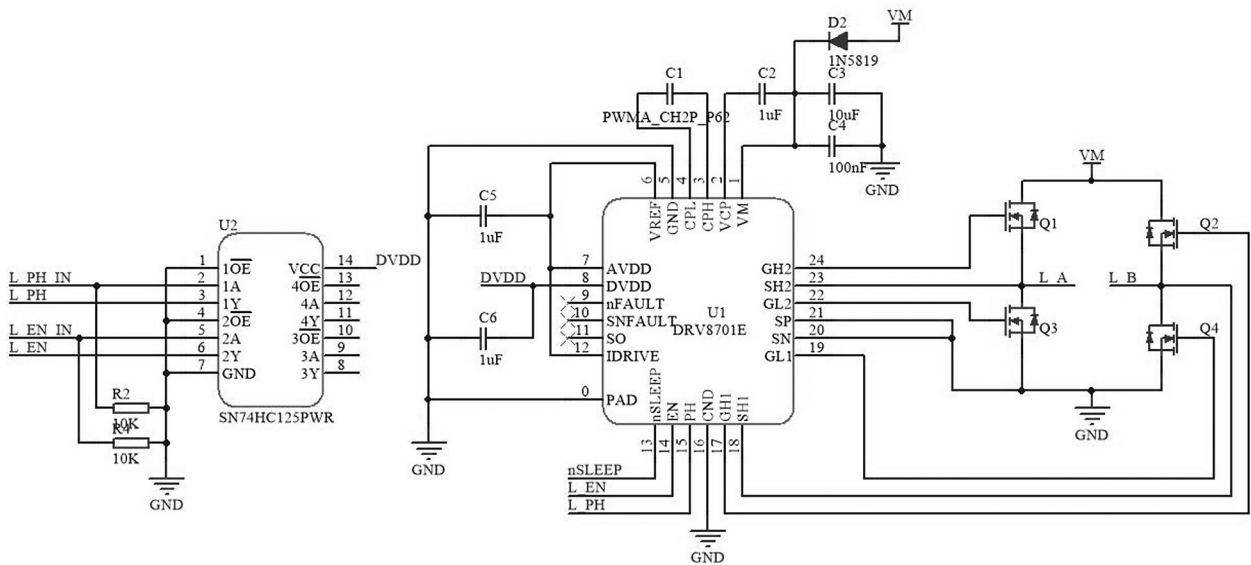 D2
VM
1N5819
C1
C2
C3
1uF
10uF
PWMA_CH2P_P62
C4
100nF
GND
6 5 4 3 2 1
VREF GND CPL CPH VCP VM
C5
1uF
DVDD
C6
1uF
GND
7 AVDD
8 DVDD
9 nFAULT
10 SNFAULT
11 SO
12 IDRIVE
0 PAD
U1
DRV8701E
GH2 24
SH2 23
GL2 22
SP 21
SN 20
GL1 19
nSLEEP EN PH CND GH1 SH1
13 14 15 16 17 18
nSLEEP
L_EN
L_PH
GND
U2
1 1OE
2 1A
3 1Y
4 2OE
5 2A
6 2Y
7 GND
VCC 14
4OE 13
4A 12
4Y 11
3OE 10
3A 9
3Y 8
DVDD
SN74HC125PWR
L_PH_IN
L_PH
L_EN_IN
L_EN
R2
10K
R4
10K
GND
VM
Q1
Q2
L_A
L_B
Q3
Q4
GND